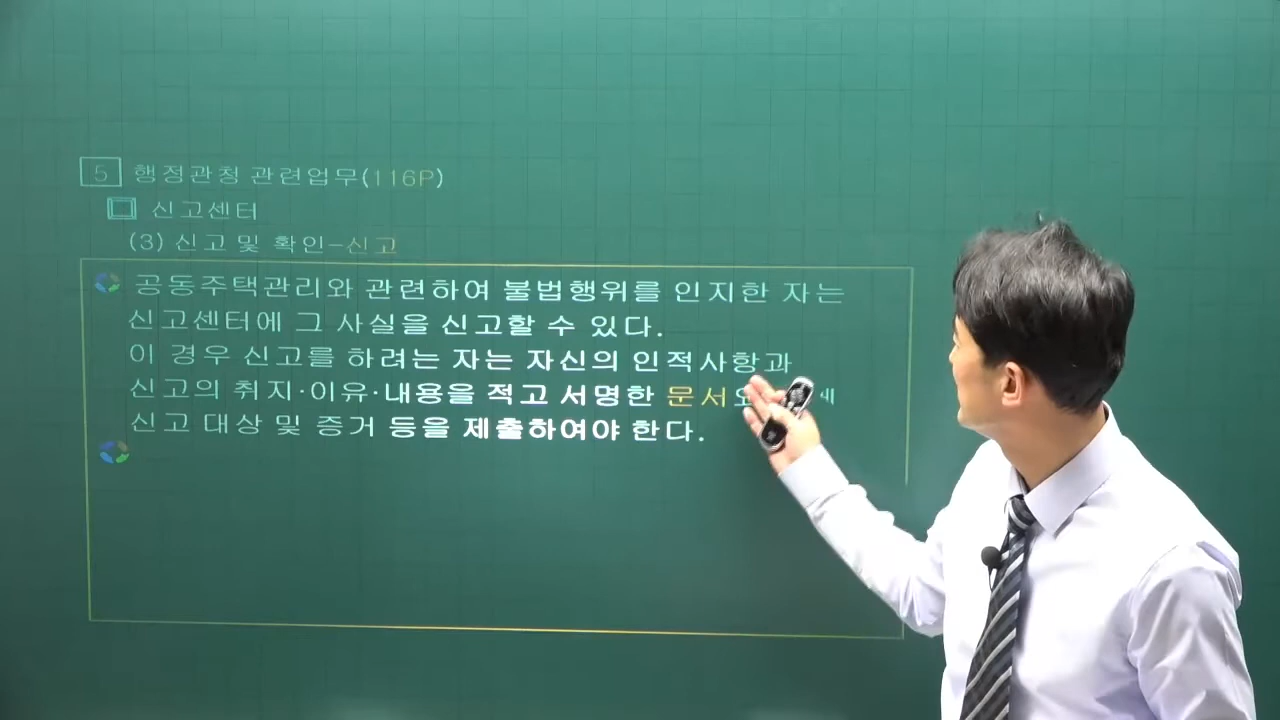 5 행정관청 관련업무(116P)
신고센터
(3) 신고 및 확인-신고
공동주택관리와 관련하여 불법행위를 인지한 자는
신고센터에 그 사실을 신고할 수 있다.
이 경우 신고를 하려는 자는 자신의 인적사항과
신고의 취지·이유·내용을 적고 서명한 문서와
신고 대상 및 증거 등을 제출하여야 한다.